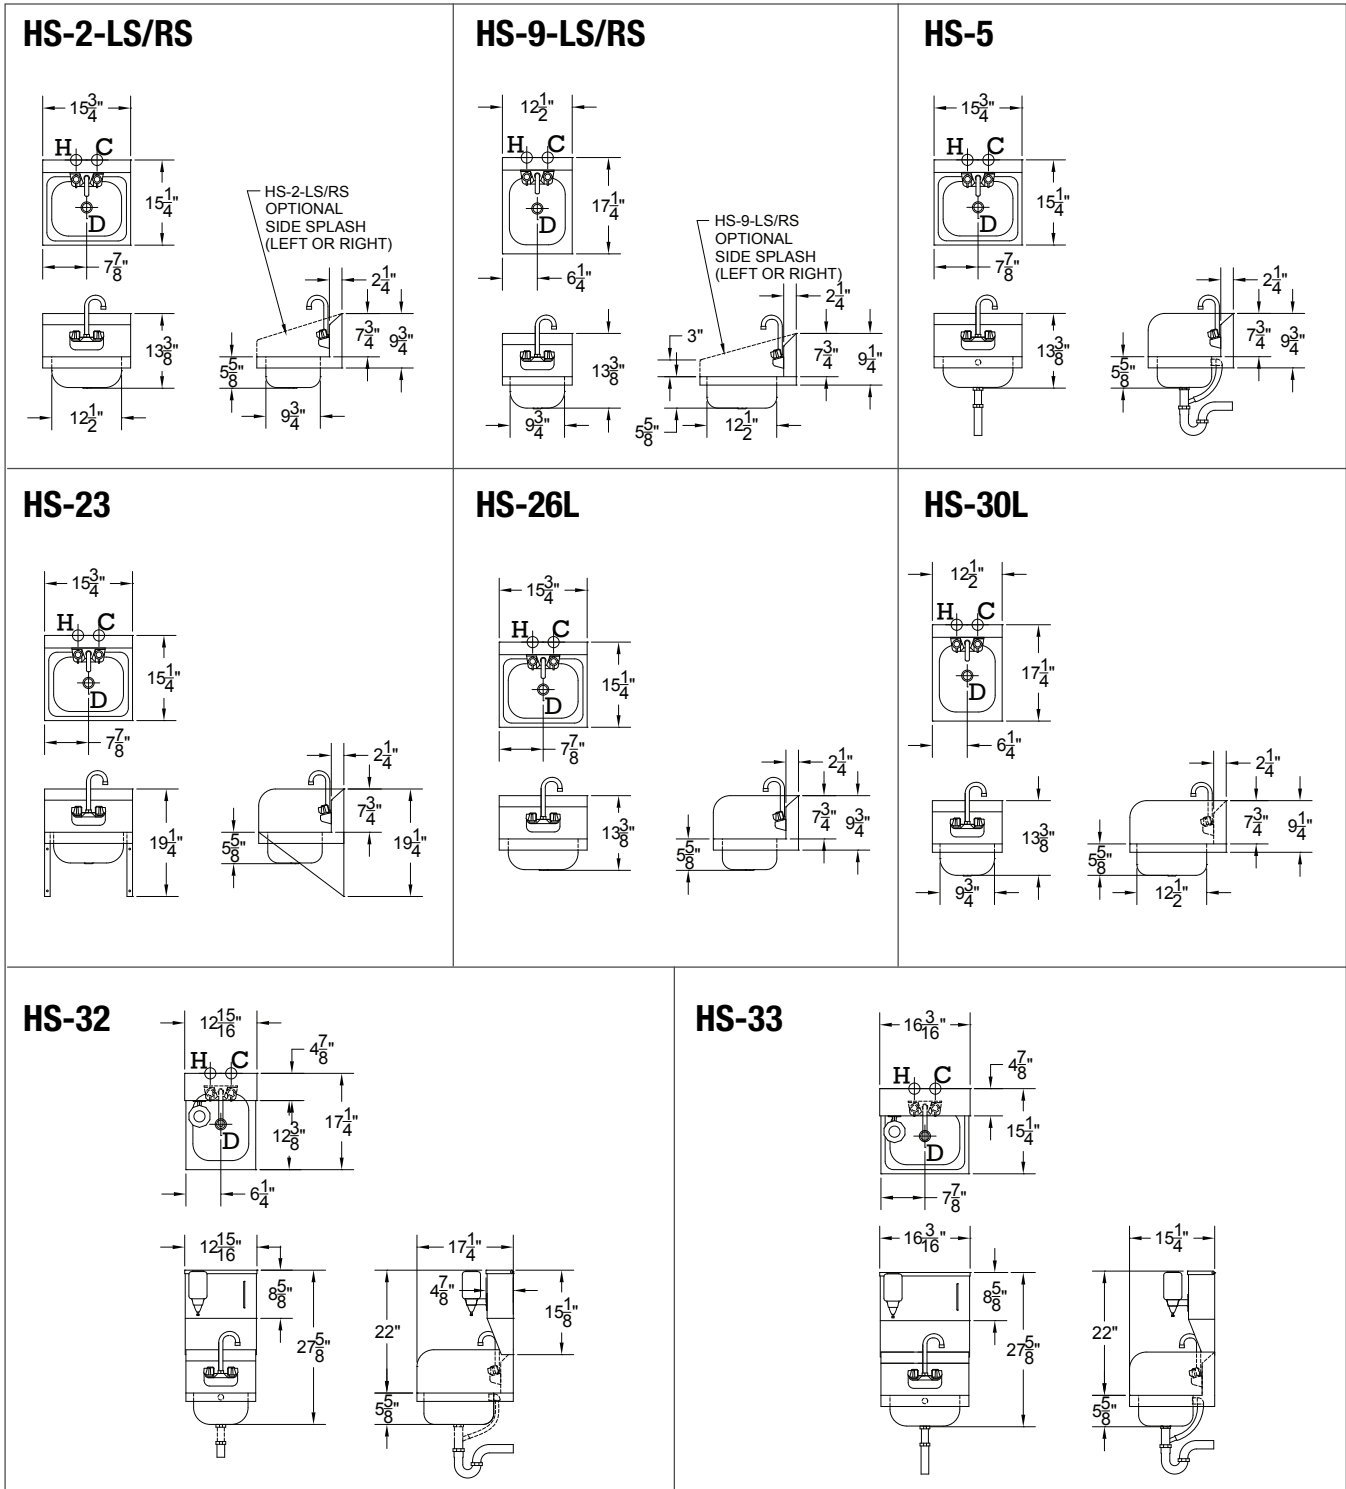 HS-2-LS/RS
15 3/4"
H C
D
15 1/4"
7 7/8"
HS-2-LS/RS
OPTIONAL
SIDE SPLASH
(LEFT OR RIGHT)
2 1/4"
13 3/8"
12 1/2"
5 5/8"
7 3/4"
9 3/4"
9 3/4"
HS-9-LS/RS
12 1/2"
H C
D
17 1/4"
6 1/4"
HS-9-LS/RS
OPTIONAL
SIDE SPLASH
(LEFT OR RIGHT)
2 1/4"
3"
13 3/8"
7 3/4"
9 1/4"
9 3/4"
5 5/8"
12 1/2"
HS-5
15 3/4"
H C
D
15 1/4"
7 7/8"
2 1/4"
13 3/8"
7 3/4"
9 3/4"
5 5/8"
HS-23
15 3/4"
H C
D
15 1/4"
7 7/8"
2 1/4"
19 1/4"
7 3/4"
5 5/8"
19 1/4"
HS-26L
15 3/4"
H C
D
15 1/4"
7 7/8"
2 1/4"
13 3/8"
7 3/4"
9 3/4"
5 5/8"
HS-30L
12 1/2"
H C
D
17 1/4"
6 1/4"
2 1/4"
13 3/8"
7 3/4"
9 1/4"
5 5/8"
9 3/4"
12 1/2"
HS-32
12 15/16"
4 7/8"
H C
D
17 1/4"
12 3/8"
6 1/4"
12 15/16"
17 1/4"
8 5/8"
4 7/8"
15 1/8"
27 5/8"
22"
5 5/8"
HS-33
16 3/16"
4 7/8"
H C
D
15 1/4"
7 7/8"
16 3/16"
15 1/4"
8 5/8"
27 5/8"
22"
5 5/8"